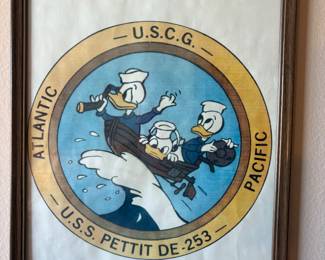 — U.S.C.G. —
ATLANTIC
PACIFIC
— U.S.S. PETTIT DE-253 —